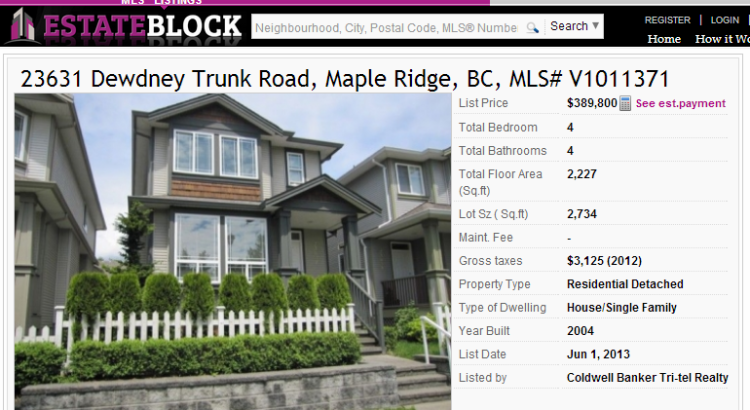 MLS LISTINGS
ESTATEBLOCK
Neighbourhood, City, Postal Code, MLS® Numbe
Search ▼
REGISTER | LOGIN
Home How it Wo
23631 Dewdney Trunk Road, Maple Ridge, BC, MLS# V1011371
List Price $389,800 See est.payment
Total Bedroom 4
Total Bathrooms 4
Total Floor Area 2,227
(Sq.ft)
Lot Sz ( Sq.ft) 2,734
Maint. Fee -
Gross taxes $3,125 (2012)
Property Type Residential Detached
Type of Dwelling House/Single Family
Year Built 2004
List Date Jun 1, 2013
Listed by Coldwell Banker Tri-tel Realty